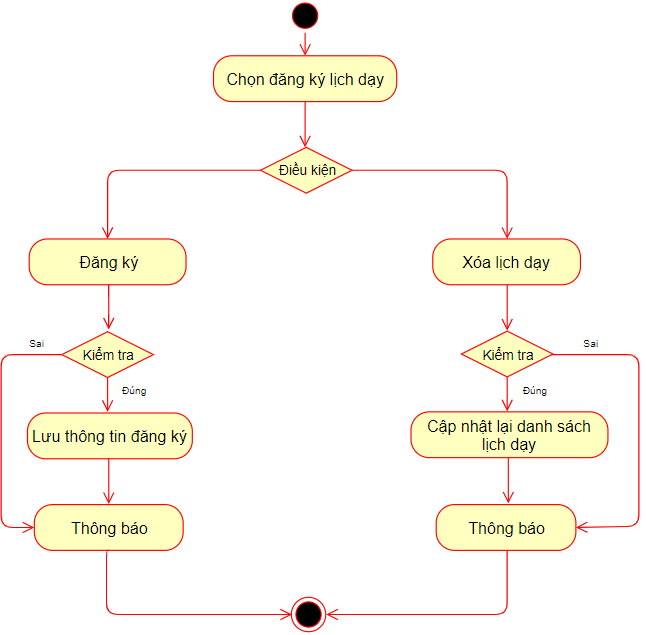 Chọn đăng ký lịch dạy
Điều kiện
Đăng ký
Xóa lịch dạy
Sai
Kiểm tra
Kiểm tra
Sai
Đúng
Đúng
Lưu thông tin đăng ký
Cập nhật lại danh sách
lịch dạy
Thông báo
Thông báo